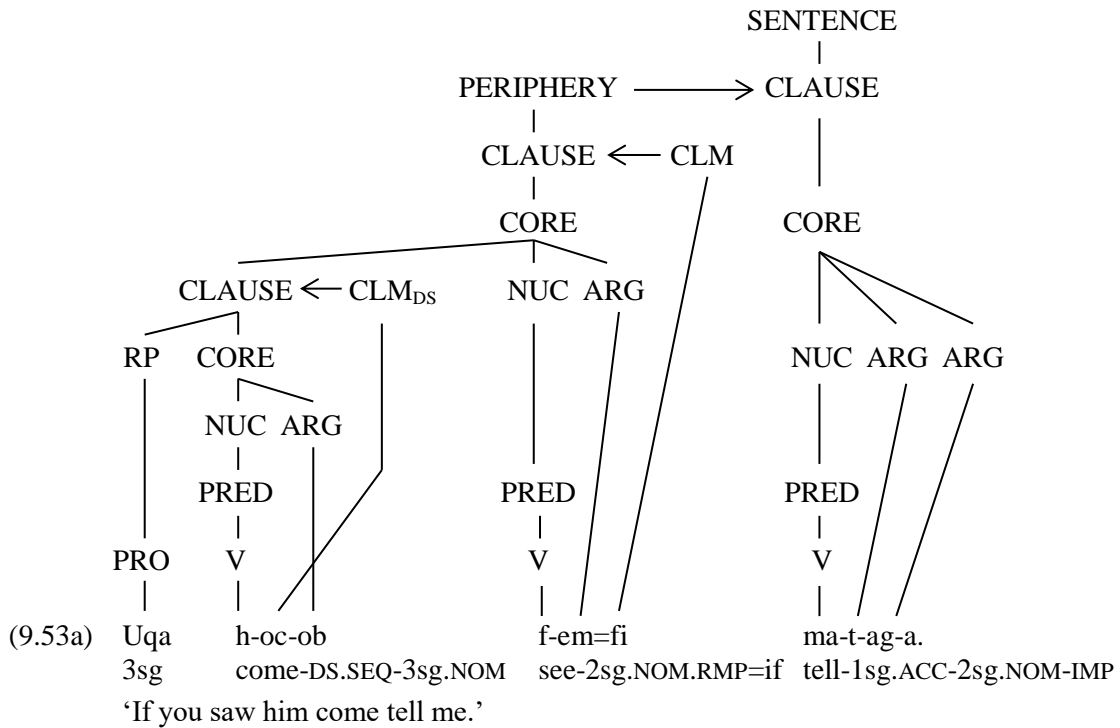 SENTENCE
PERIPHERY CLAUSE
CLAUSE CLM
CORE CORE
CLAUSE CLM_DS NUC ARG
RP CORE NUC ARG ARG
NUC ARG
PRED PRED PRED
PRO V V V
(9.53a) Uqa h-oc-ob f-em=fi ma-t-ag-a.
3sg come-DS.SEQ-3sg.NOM see-2sg.NOM.RMP=if tell-1sg.ACC-2sg.NOM-IMP
‘If you saw him come tell me.’